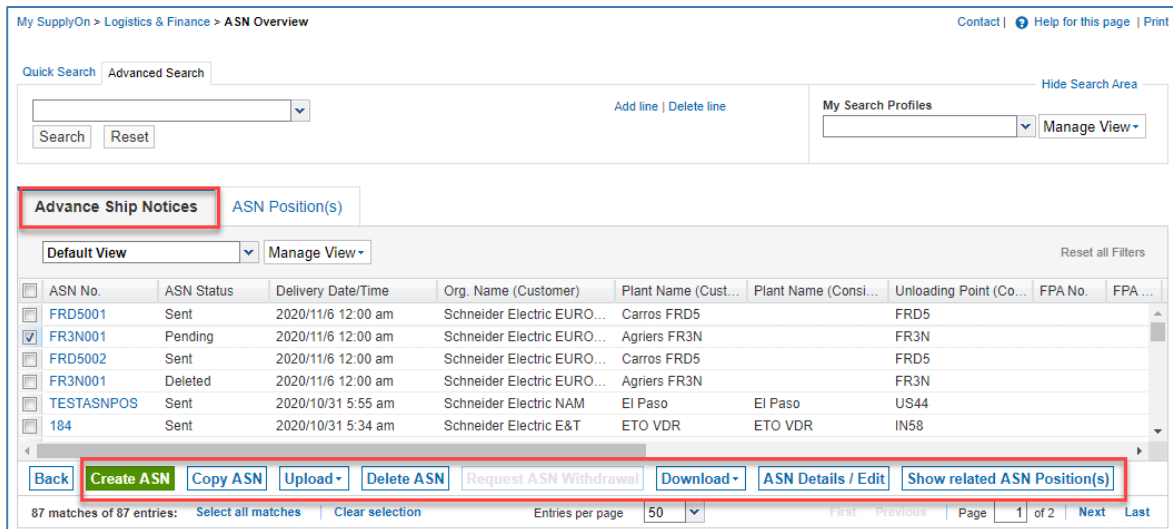 My SupplyOn > Logistics & Finance > ASN Overview Contact | Help for this page | Print
Quick Search Advanced Search
Hide Search Area
Add line | Delete line My Search Profiles
Search Reset Manage View
Advance Ship Notices ASN Position(s)
Default View Manage View Reset all Filters
ASN No. ASN Status Delivery Date/Time Org. Name (Customer) Plant Name (Cust... Plant Name (Consi... Unloading Point (Co... FPA No. FPA ...
FRD5001 Sent 2020/11/6 12:00 am Schneider Electric EURO... Carros FRD5 FRD5
FR3N001 Pending 2020/11/6 12:00 am Schneider Electric EURO... Agriers FR3N FR3N
FRD5002 Sent 2020/11/6 12:00 am Schneider Electric EURO... Carros FRD5 FRD5
FR3N001 Deleted 2020/11/6 12:00 am Schneider Electric EURO... Agriers FR3N FR3N
TESTASNPOS Sent 2020/10/31 5:55 am Schneider Electric NAM El Paso El Paso US44
184 Sent 2020/10/31 5:34 am Schneider Electric E&T ETO VDR ETO VDR IN58
Back Create ASN Copy ASN Upload Delete ASN Request ASN Withdrawal Download ASN Details / Edit Show related ASN Position(s)
87 matches of 87 entries: Select all matches | Clear selection Entries per page 50 First Previous Page 1 of 2 Next Last